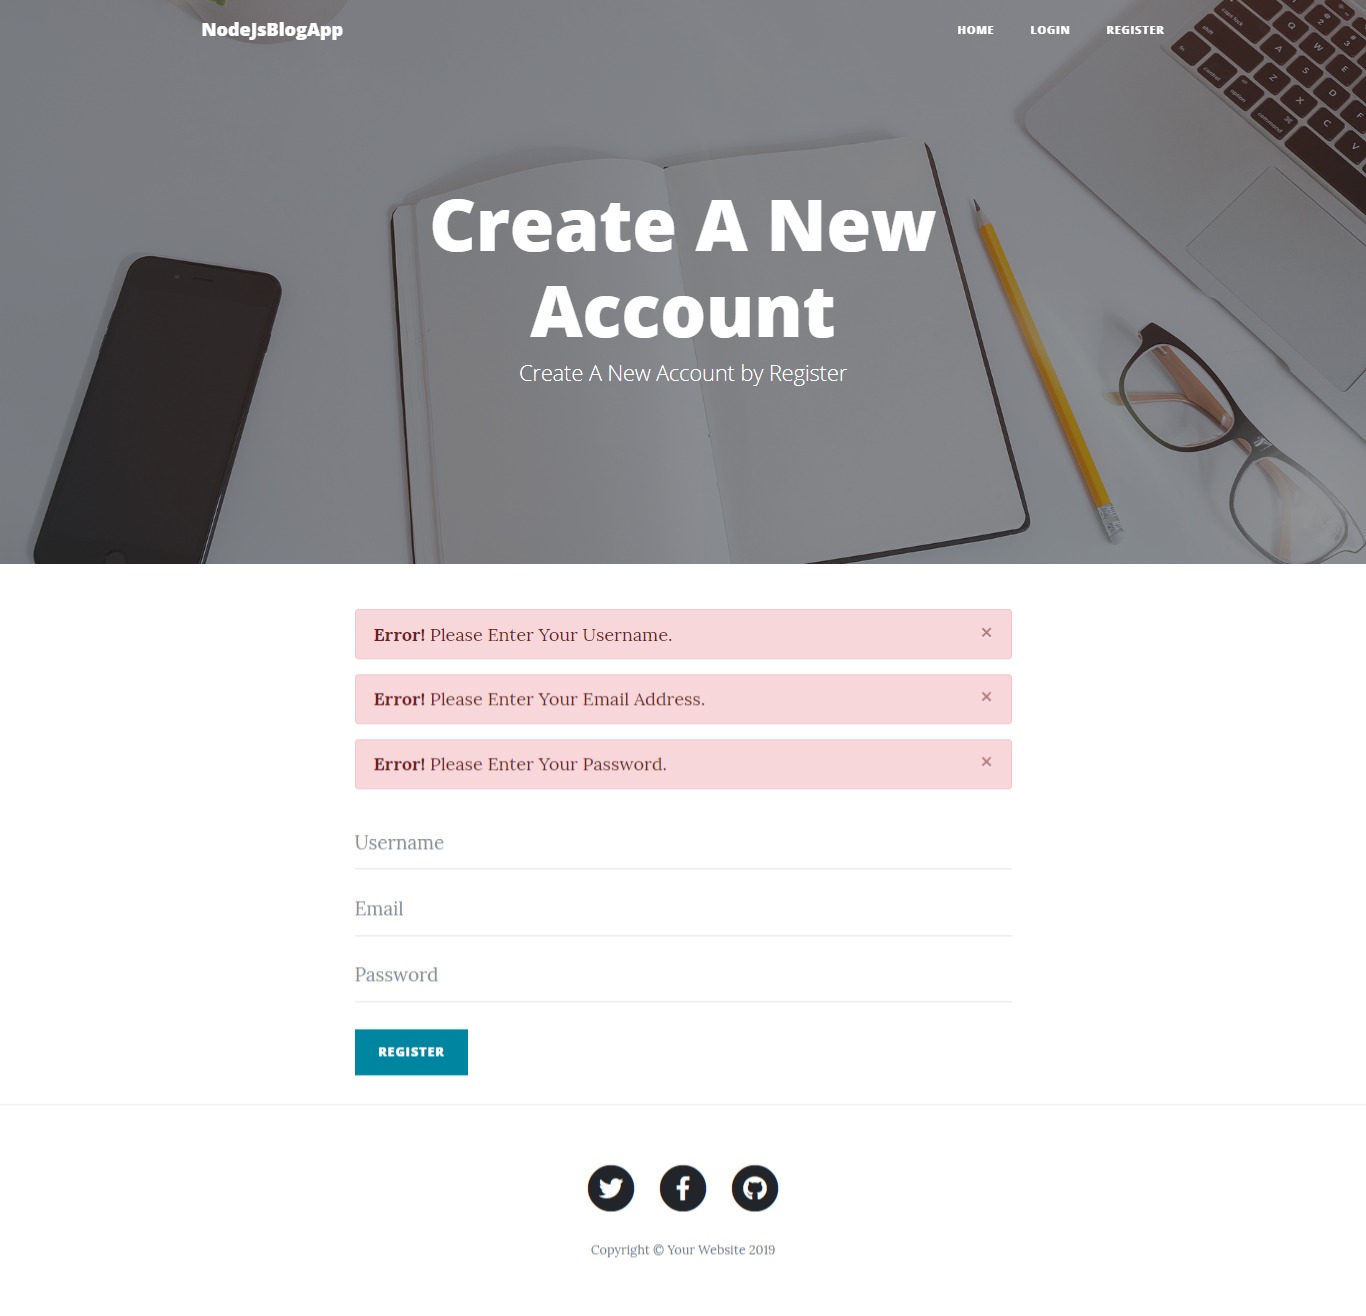 NodeJsBlogApp
HOME LOGIN REGISTER
Create A New
Account
Create A New Account by Register
Error! Please Enter Your Username. ×
Error! Please Enter Your Email Address. ×
Error! Please Enter Your Password. ×
Username
Email
Password
REGISTER
Copyright © Your Website 2019